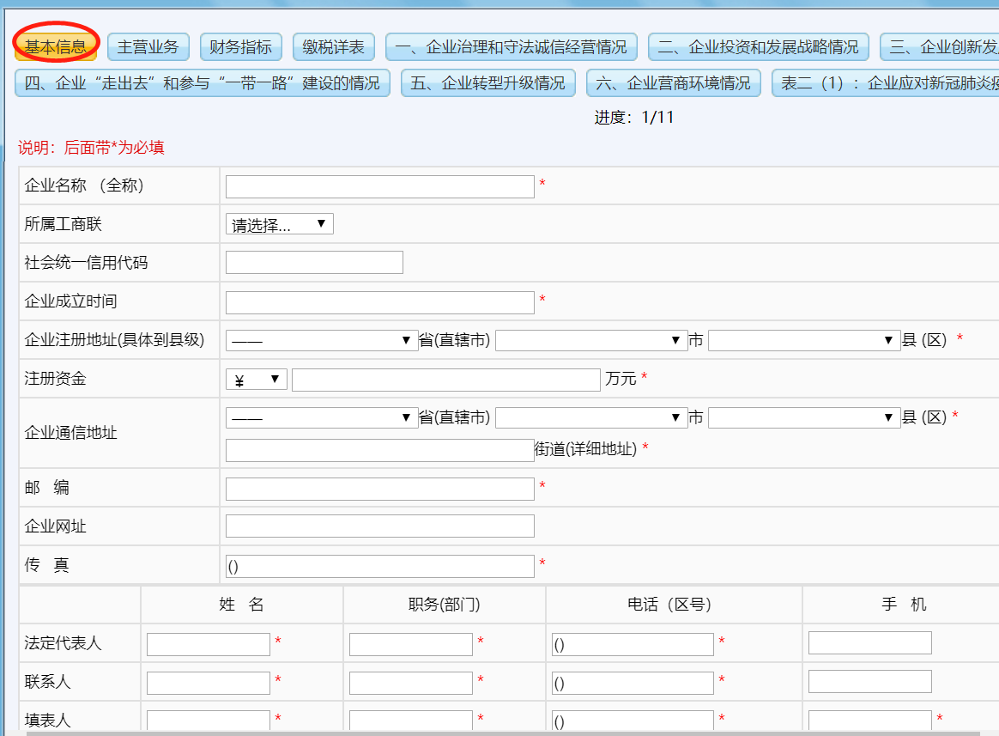 基本信息 主营业务 财务指标 缴税详表 一、企业治理和守法诚信经营情况 二、企业投资和发展战略情况 三、企业创新发
四、企业“走出去”和参与“一带一路”建设的情况 五、企业转型升级情况 六、企业营商环境情况 表二（1）：企业应对新冠肺炎疫
进度：1/11
说明：后面带*为必填
企业名称 （全称） *
所属工商联 请选择... ▼
社会统一信用代码
企业成立时间 *
企业注册地址(具体到县级) —— ▼ 省(直辖市) ▼ 市 ▼ 县 (区) *
注册资金 ¥ ▼ 万元 *
企业通信地址 —— ▼ 省(直辖市) ▼ 市 ▼ 县 (区) *
街道(详细地址) *
邮 编 *
企业网址
传 真 () *
姓 名 职务(部门) 电话（区号） 手 机
法定代表人 * * () *
联系人 * * () *
填表人 * * () * *